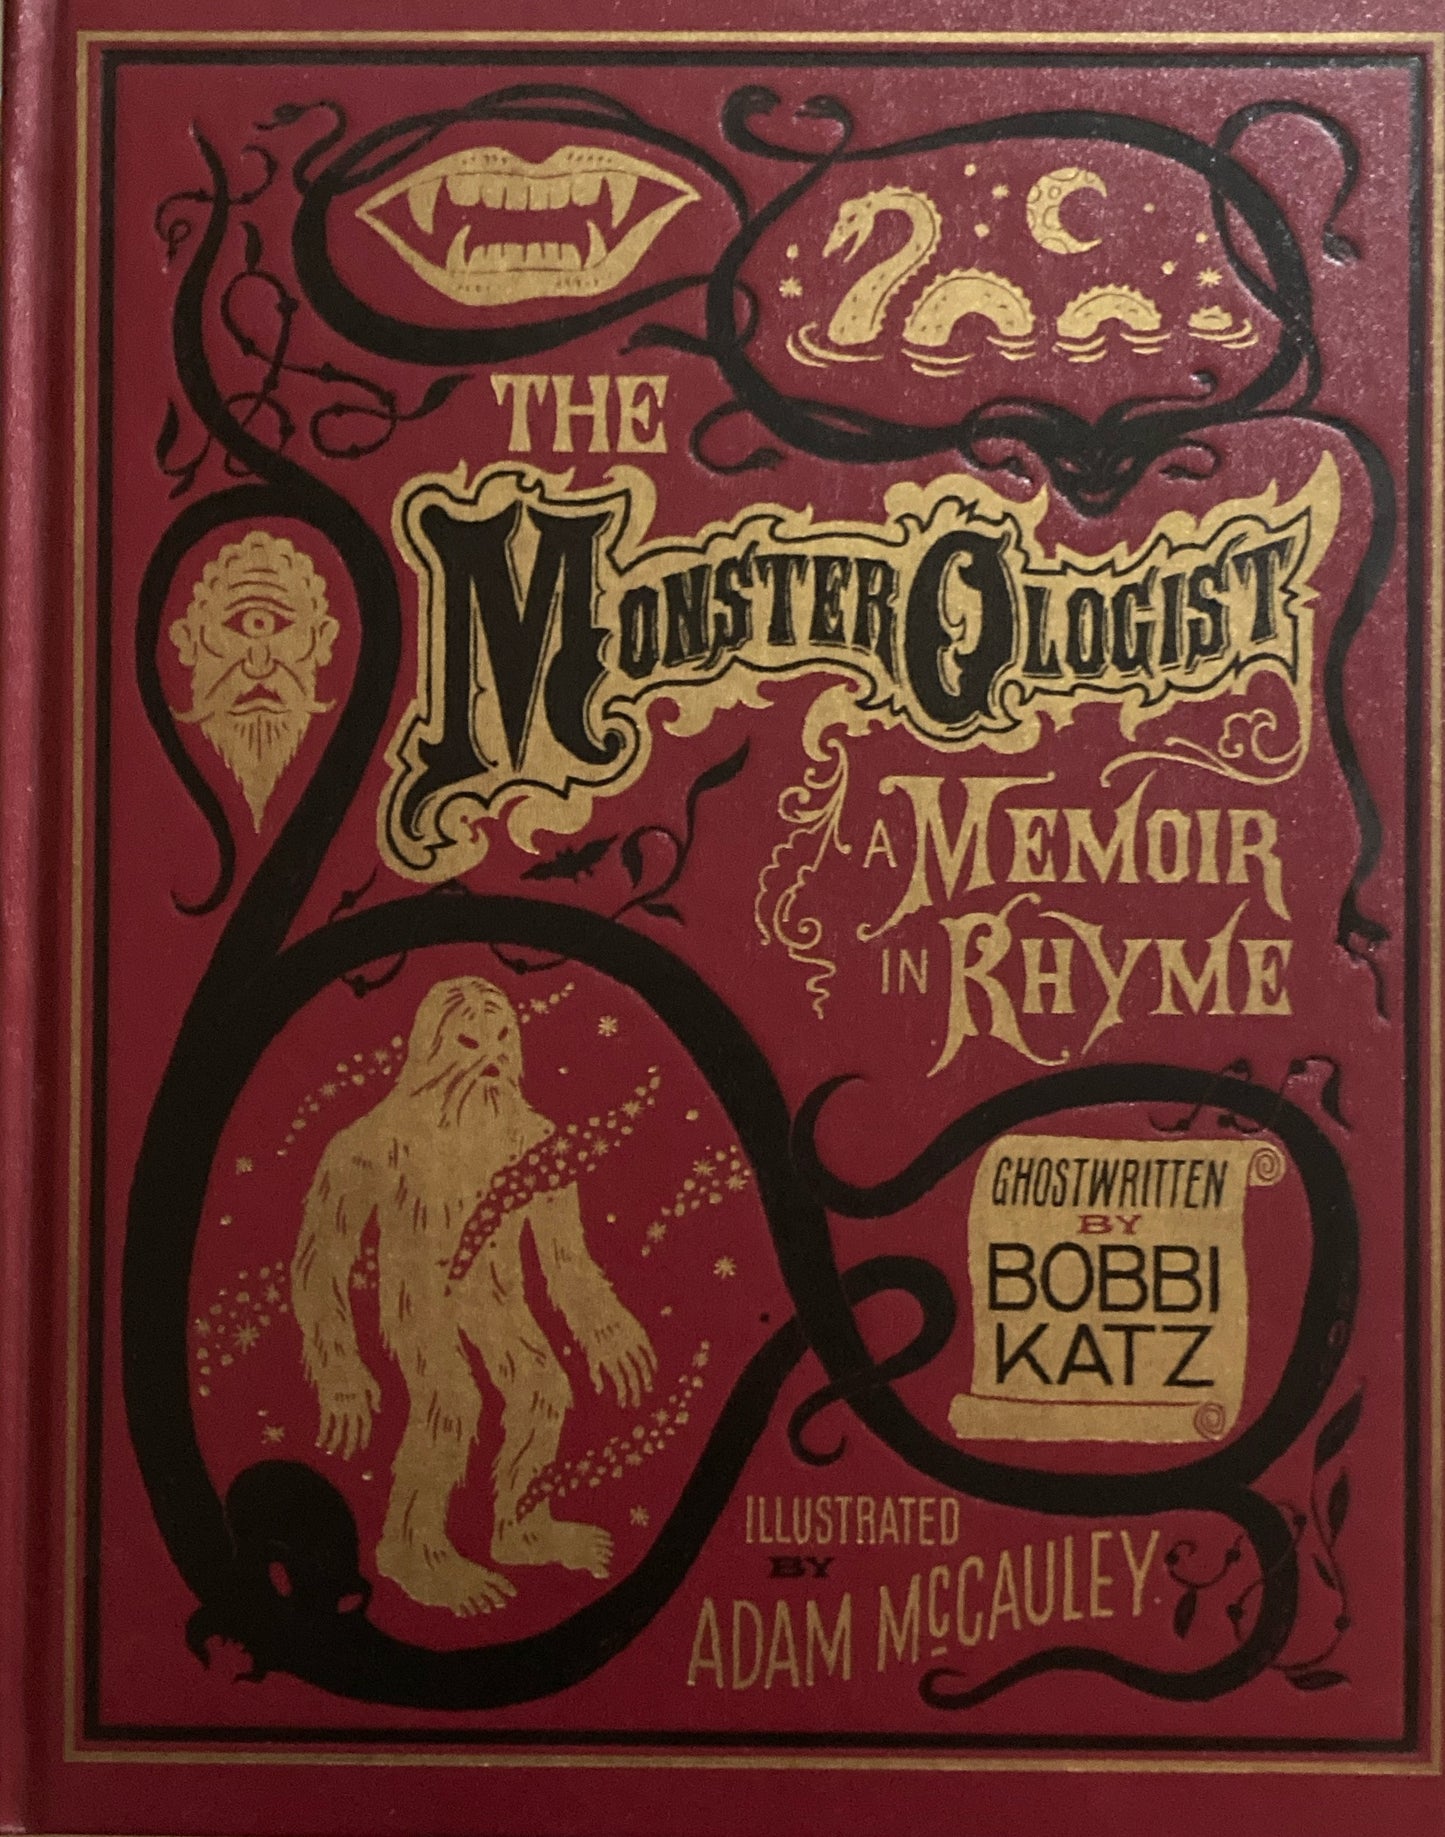 THE
MONSTEROLOGIST
A MEMOIR
IN RHYME
GHOSTWRITTEN
BY
BOBBI
KATZ
ILLUSTRATED
BY
ADAM McCAULEY